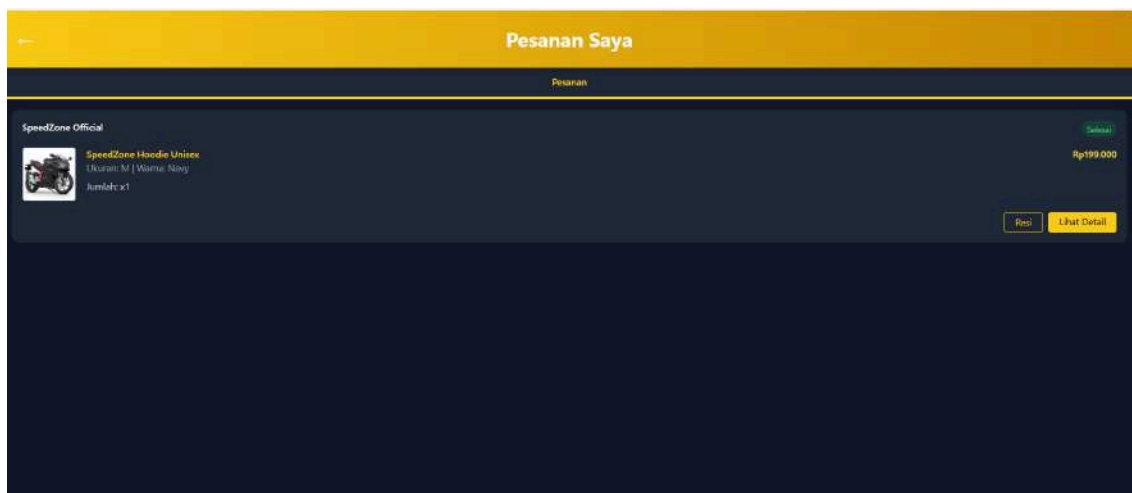 Pesanan Saya
Pesanan
SpeedZone Official
Selesai
SpeedZone Hoodie Unisex
Rp199.000
Ukuran: M | Warna: Navy
Jumlah: x1
Resi
Lihat Detail